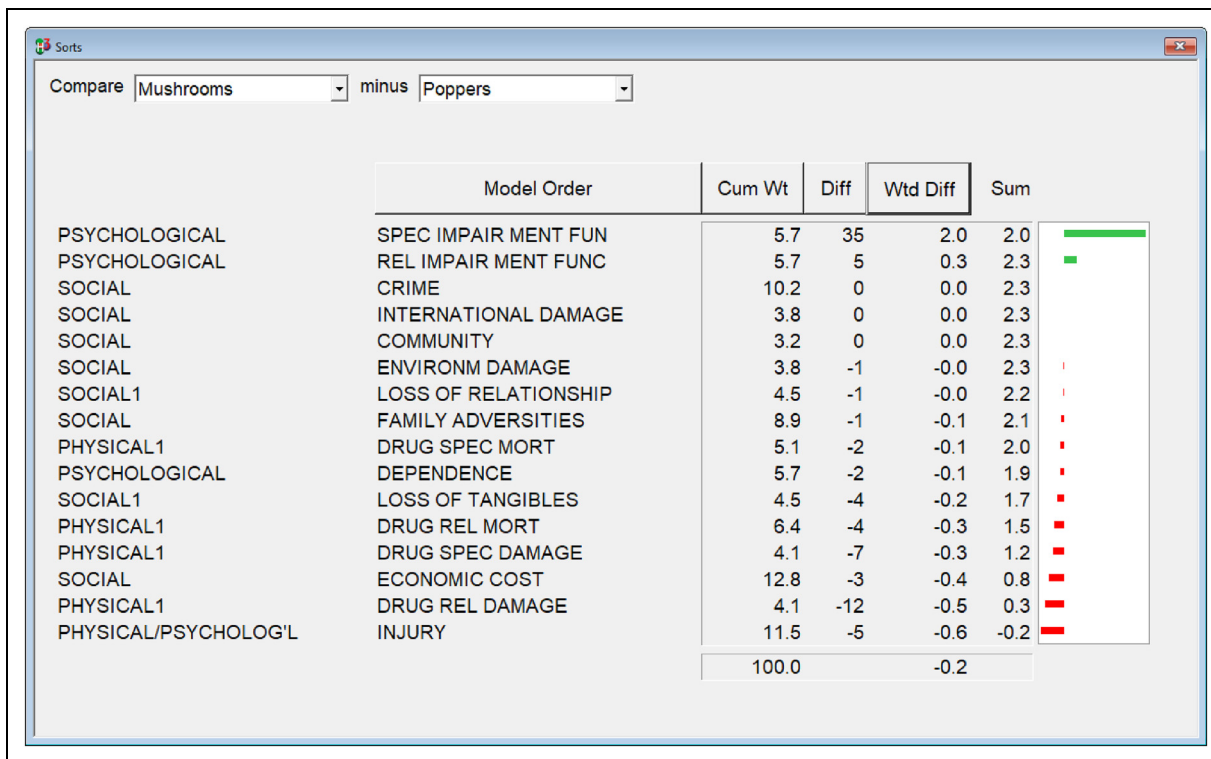 Sorts
Compare Mushrooms minus Poppers
Model Order Cum Wt Diff Wtd Diff Sum
PSYCHOLOGICAL SPEC IMPAIR MENT FUN 5.7 35 2.0 2.0
PSYCHOLOGICAL REL IMPAIR MENT FUNC 5.7 5 0.3 2.3
SOCIAL CRIME 10.2 0 0.0 2.3
SOCIAL INTERNATIONAL DAMAGE 3.8 0 0.0 2.3
SOCIAL COMMUNITY 3.2 0 0.0 2.3
SOCIAL ENVIRONM DAMAGE 3.8 -1 -0.0 2.3
SOCIAL1 LOSS OF RELATIONSHIP 4.5 -1 -0.0 2.2
SOCIAL FAMILY ADVERSITIES 8.9 -1 -0.1 2.1
PHYSICAL1 DRUG SPEC MORT 5.1 -2 -0.1 2.0
PSYCHOLOGICAL DEPENDENCE 5.7 -2 -0.1 1.9
SOCIAL1 LOSS OF TANGIBLES 4.5 -4 -0.2 1.7
PHYSICAL1 DRUG REL MORT 6.4 -4 -0.3 1.5
PHYSICAL1 DRUG SPEC DAMAGE 4.1 -7 -0.3 1.2
SOCIAL ECONOMIC COST 12.8 -3 -0.4 0.8
PHYSICAL1 DRUG REL DAMAGE 4.1 -12 -0.5 0.3
PHYSICAL/PSYCHOLOG'L INJURY 11.5 -5 -0.6 -0.2
100.0 -0.2